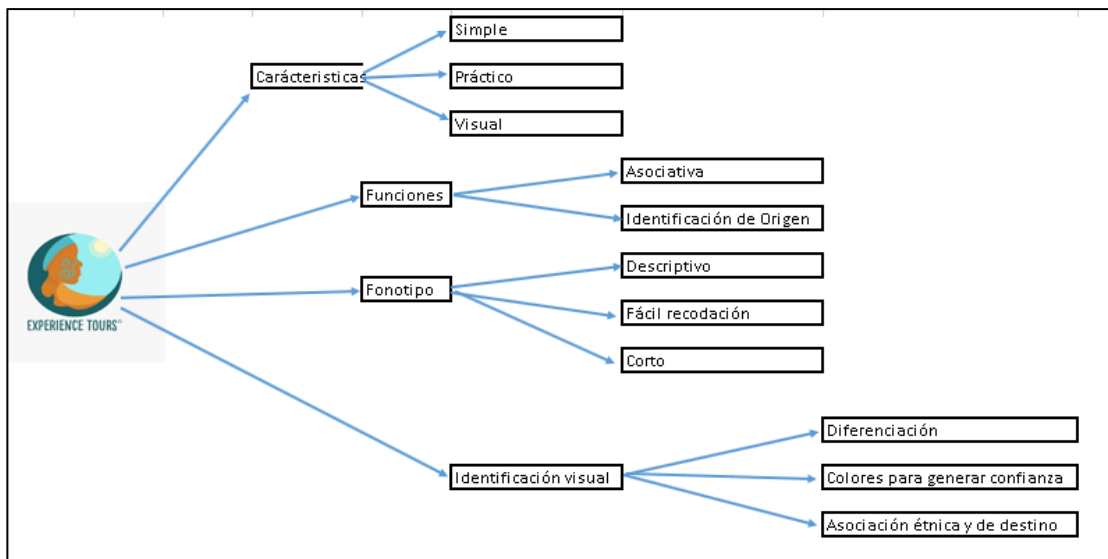 Simple
Carácteristicas
Práctico
Visual
Asociativa
Funciones
Identificación de Origen
Descriptivo
Fonotipo
Fácil recodación
Corto
EXPERIENCE TOURS
Diferenciación
Identificación visual
Colores para generar confianza
Asociación étnica y de destino